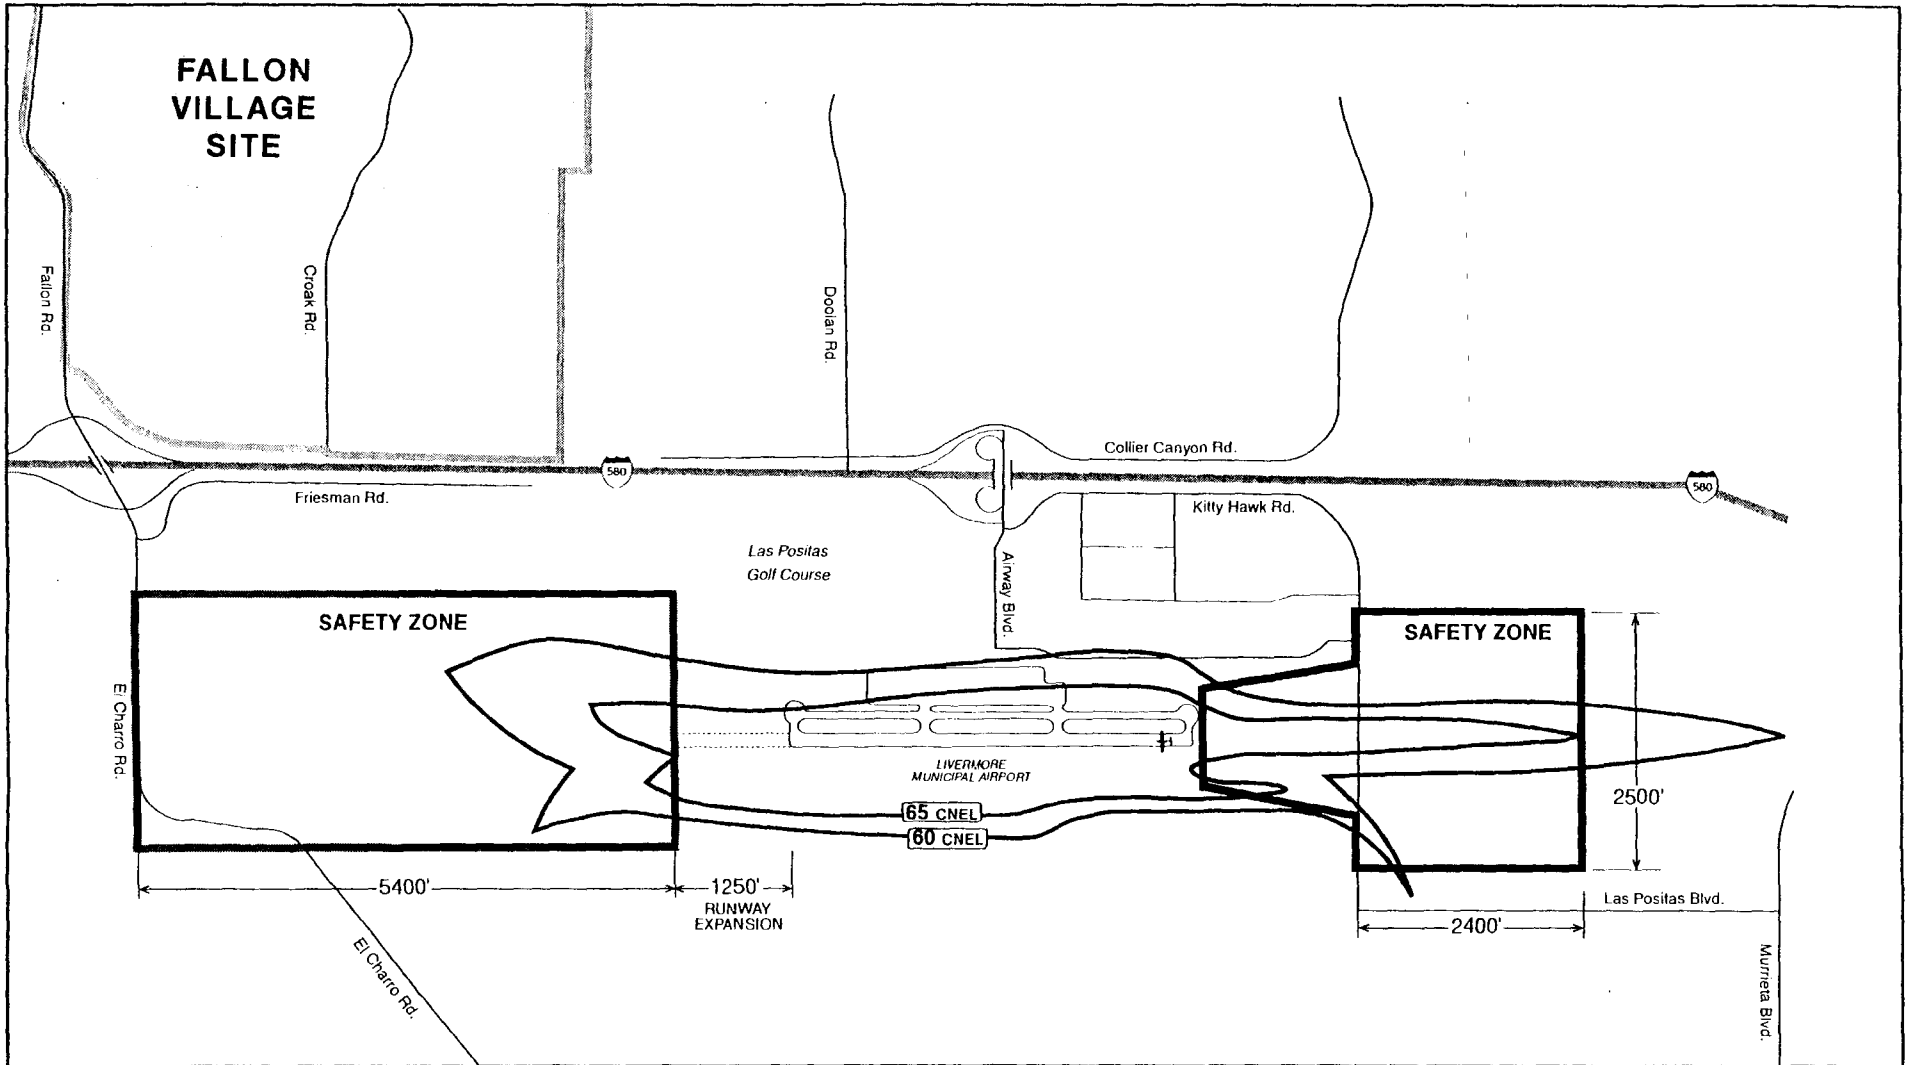 FALLON
VILLAGE
SITE
Fallon Rd.
Croak Rd.
Doolan Rd.
Collier Canyon Rd.
580
580
Friesman Rd.
Kitty Hawk Rd.
Las Positas
Golf Course
Airway Blvd.
SAFETY ZONE
SAFETY ZONE
El Charro Rd.
LIVERMORE
MUNICIPAL AIRPORT
65 CNEL
60 CNEL
2500'
5400'
1250'
RUNWAY
EXPANSION
Las Positas Blvd.
2400'
El Charro Rd.
Murrieta Blvd.